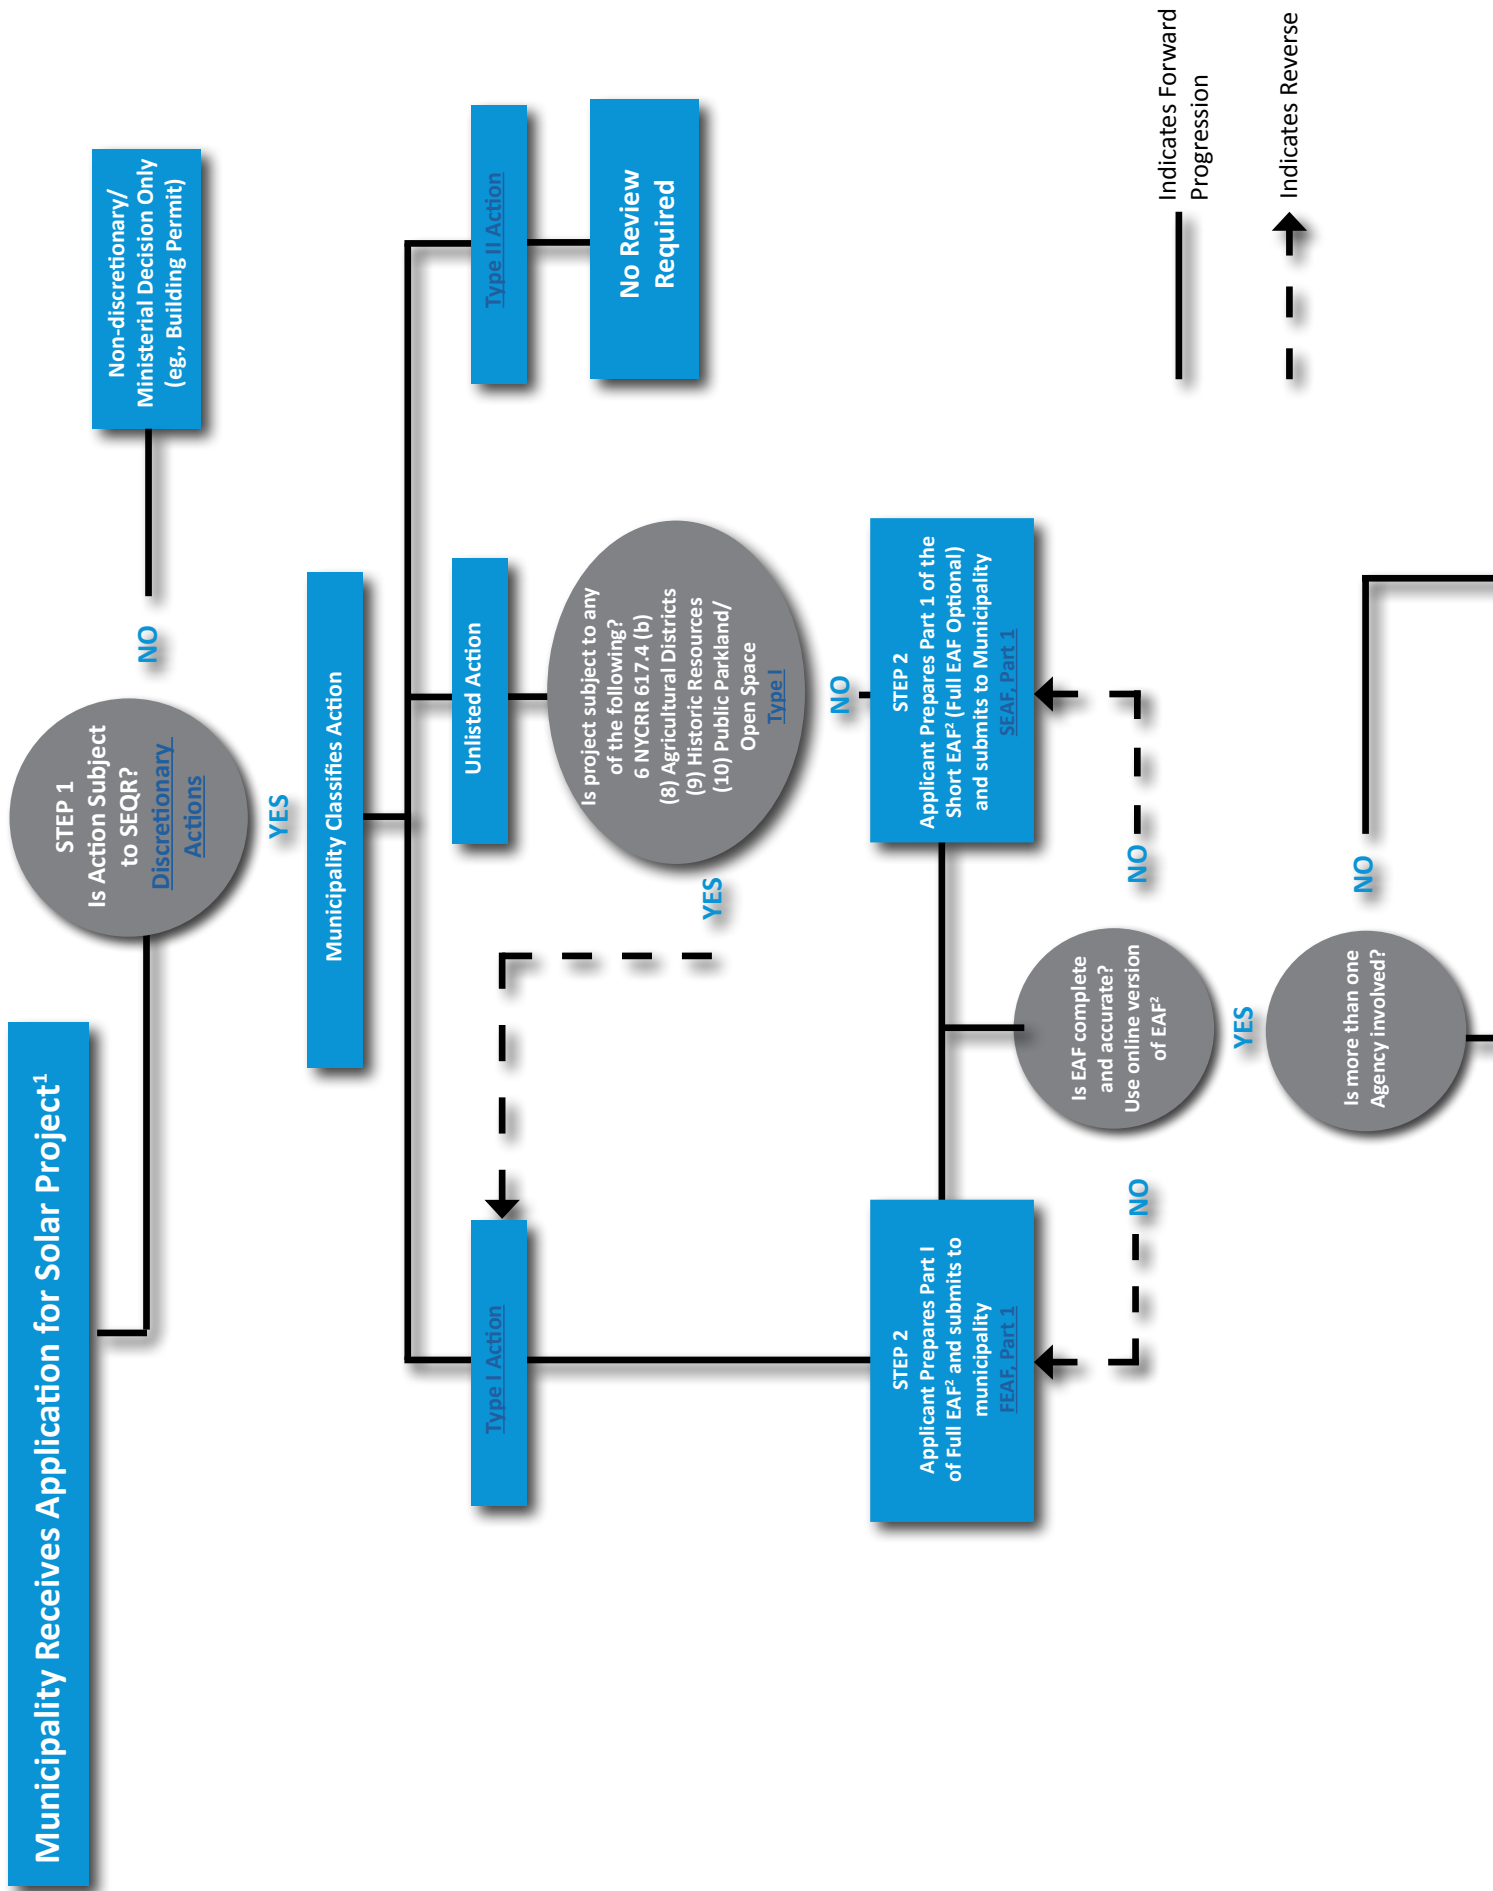 Municipality Receives Application for Solar Project¹
STEP 1
Is Action Subject
to SEQR?
Discretionary
Actions
NO
Non-discretionary/
Ministerial Decision Only
(eg., Building Permit)
YES
Municipality Classifies Action
Type I Action
Unlisted Action
Type II Action
No Review
Required
Is project subject to any
of the following?
6 NYCRR 617.4 (b)
(8) Agricultural Districts
(9) Historic Resources
(10) Public Parkland/
Open Space
Type I
YES
NO
STEP 2
Applicant Prepares Part I
of Full EAF² and submits to
municipality
FEAF, Part 1
STEP 2
Applicant Prepares Part 1 of the
Short EAF² (Full EAF Optional)
and submits to Municipality
SEAF, Part 1
Is EAF complete
and accurate?
Use online version
of EAF²
NO
NO
YES
Is more than one
Agency involved?
NO
Indicates Forward
Progression
Indicates Reverse